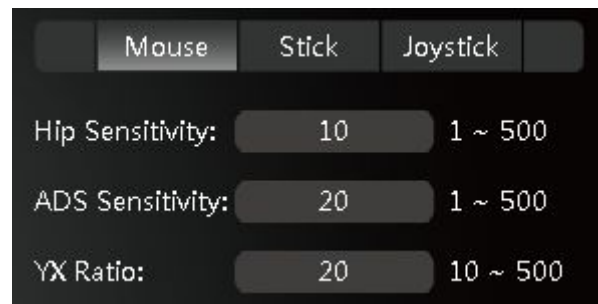 Mouse Stick Joystick
Hip Sensitivity: 10 1 ~ 500
ADS Sensitivity: 20 1 ~ 500
YX Ratio: 20 10 ~ 500